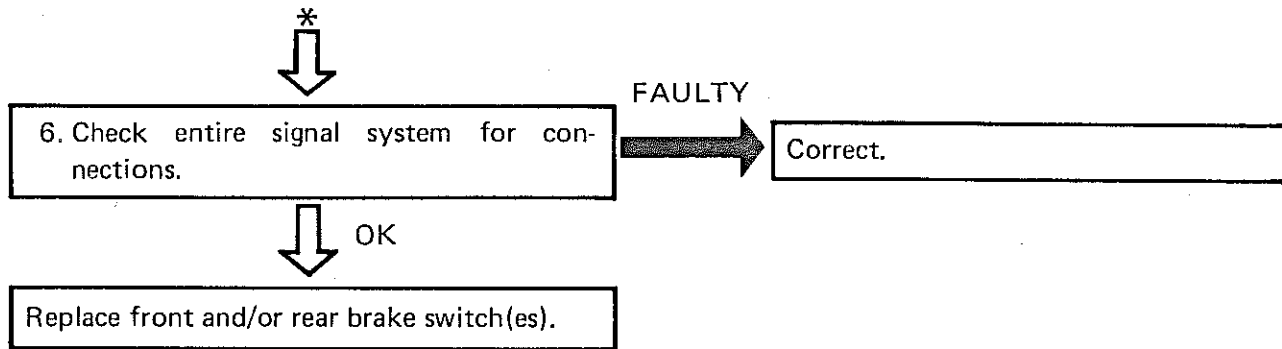 *
6. Check entire signal system for con-
nections.
FAULTY
Correct.
OK
Replace front and/or rear brake switch(es).